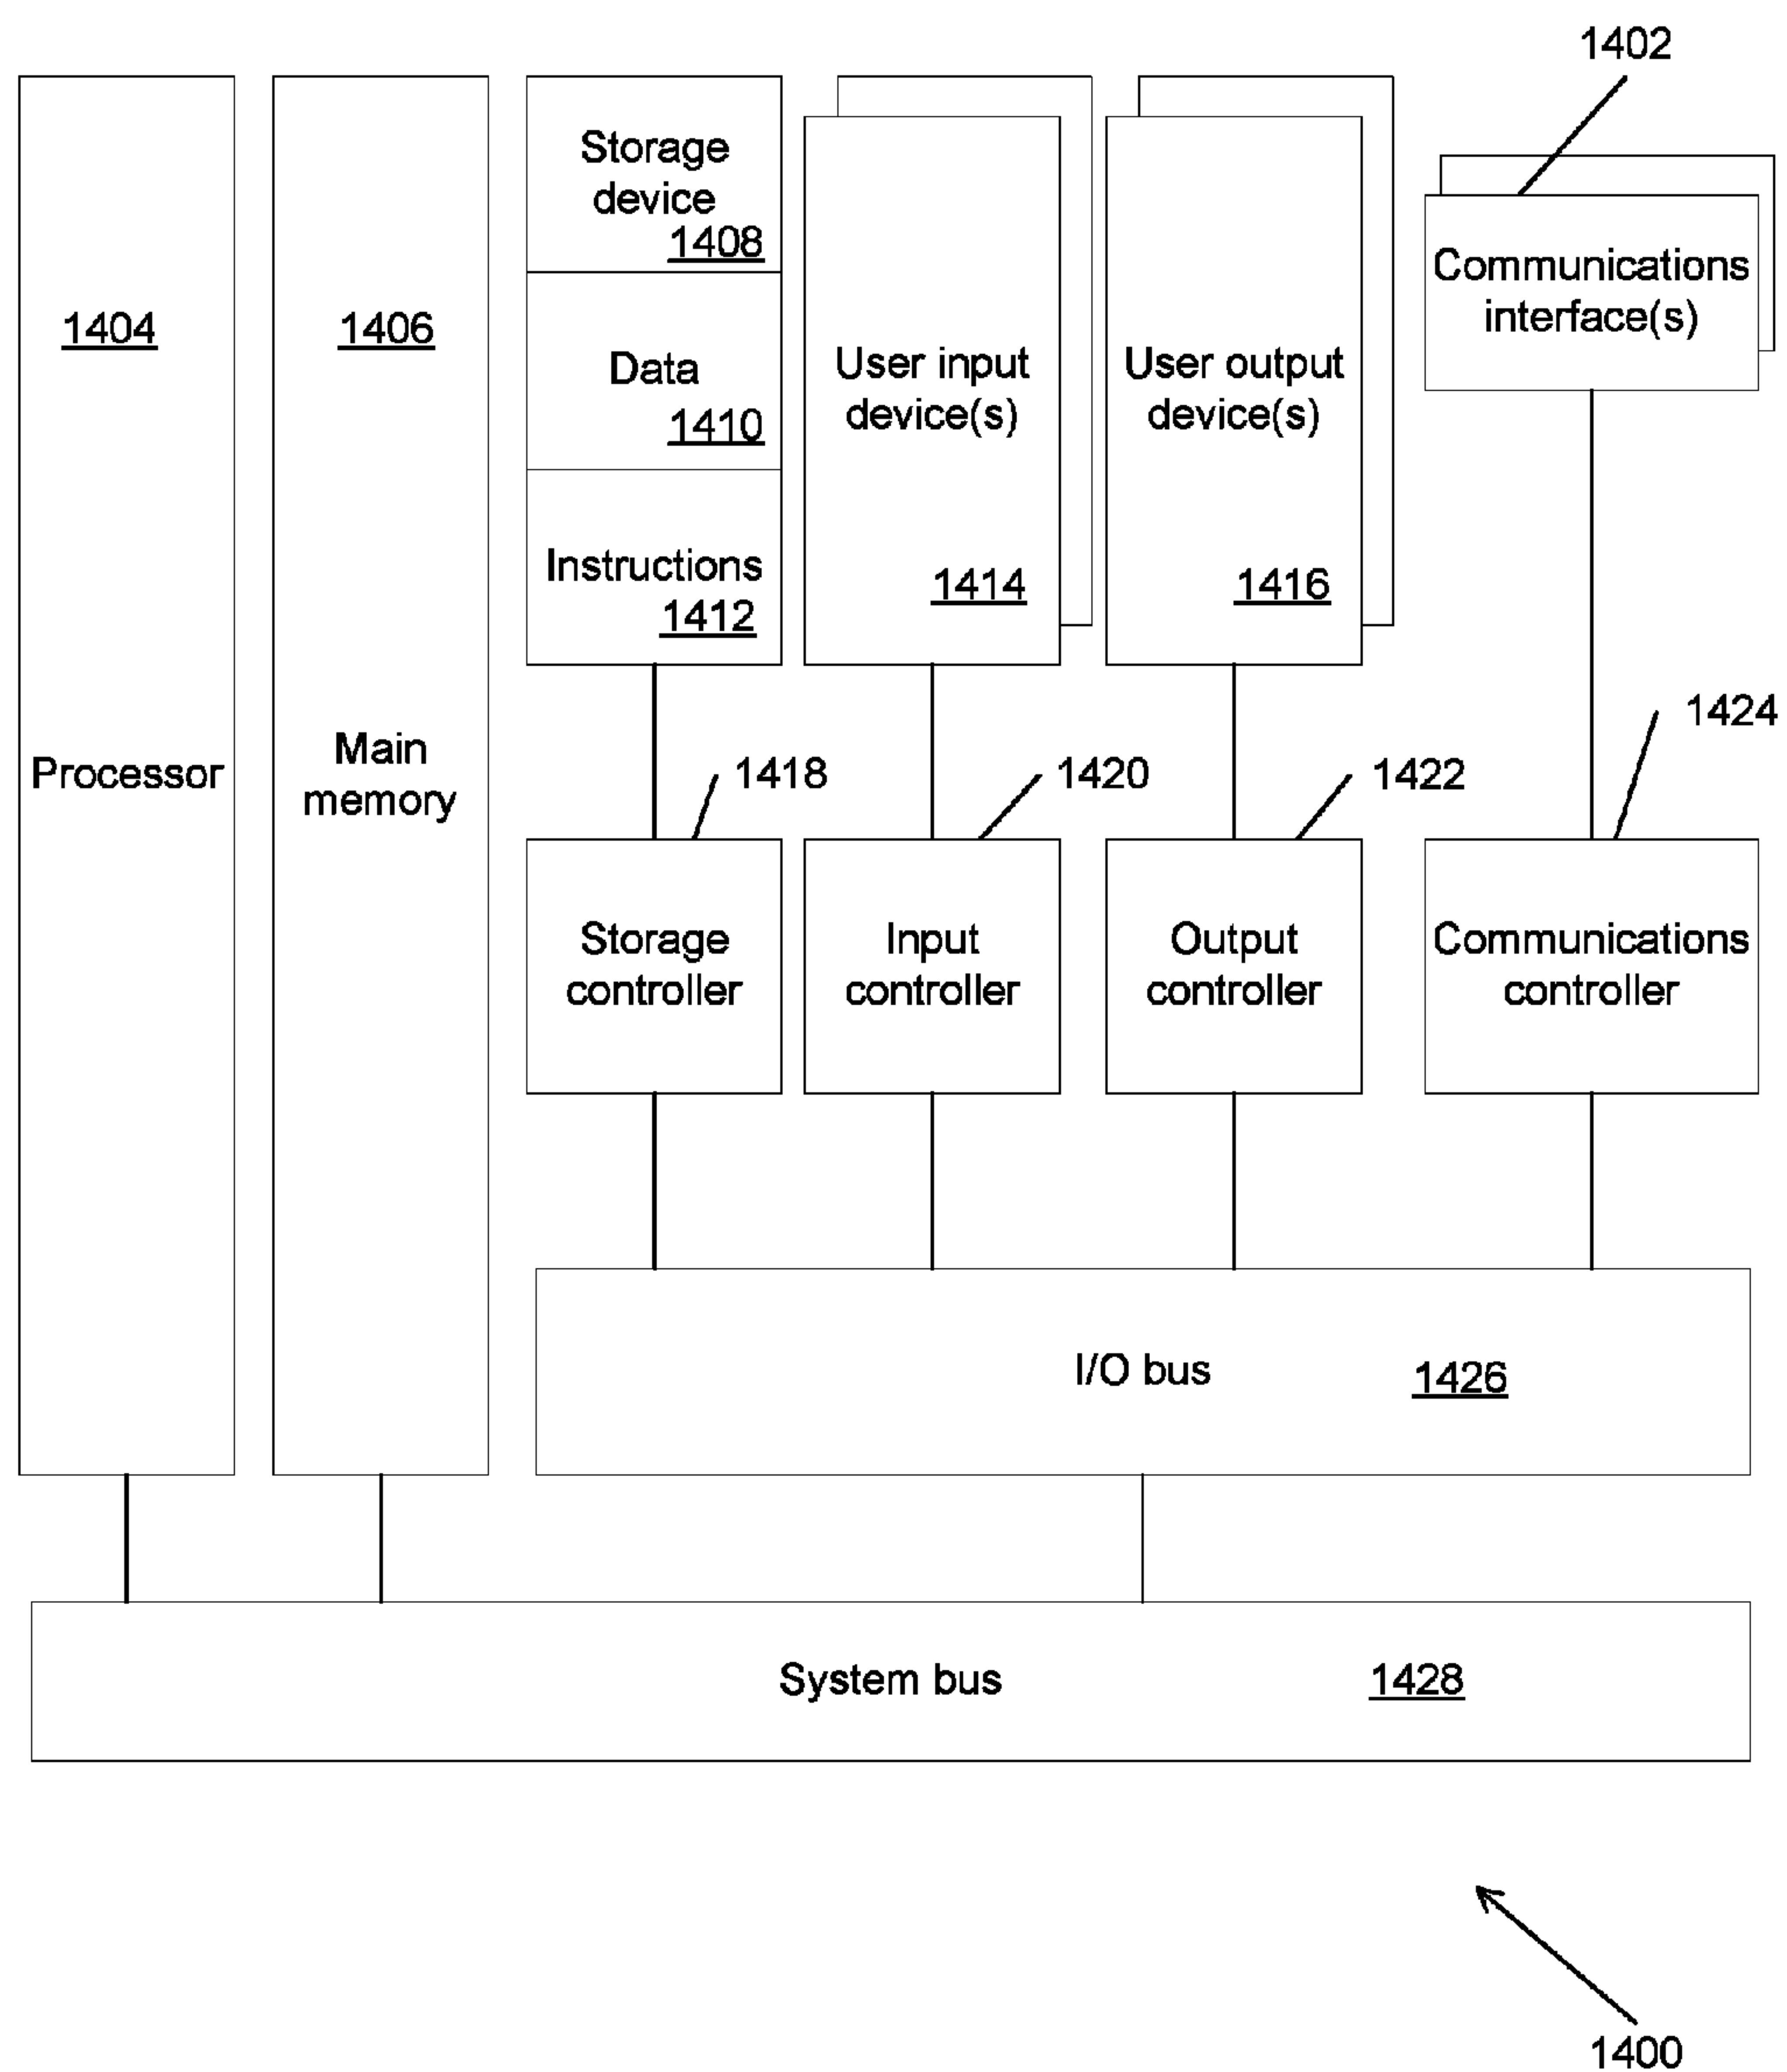 1402
Storage
device
1408
Communications
interface(s)
1404
1406
Data
1410
User input
device(s)
User output
device(s)
Instructions
1412
1414
1416
1424
Processor
Main
memory
1418
1420
1422
Storage
controller
Input
controller
Output
controller
Communications
controller
I/O bus
1426
System bus
1428
1400